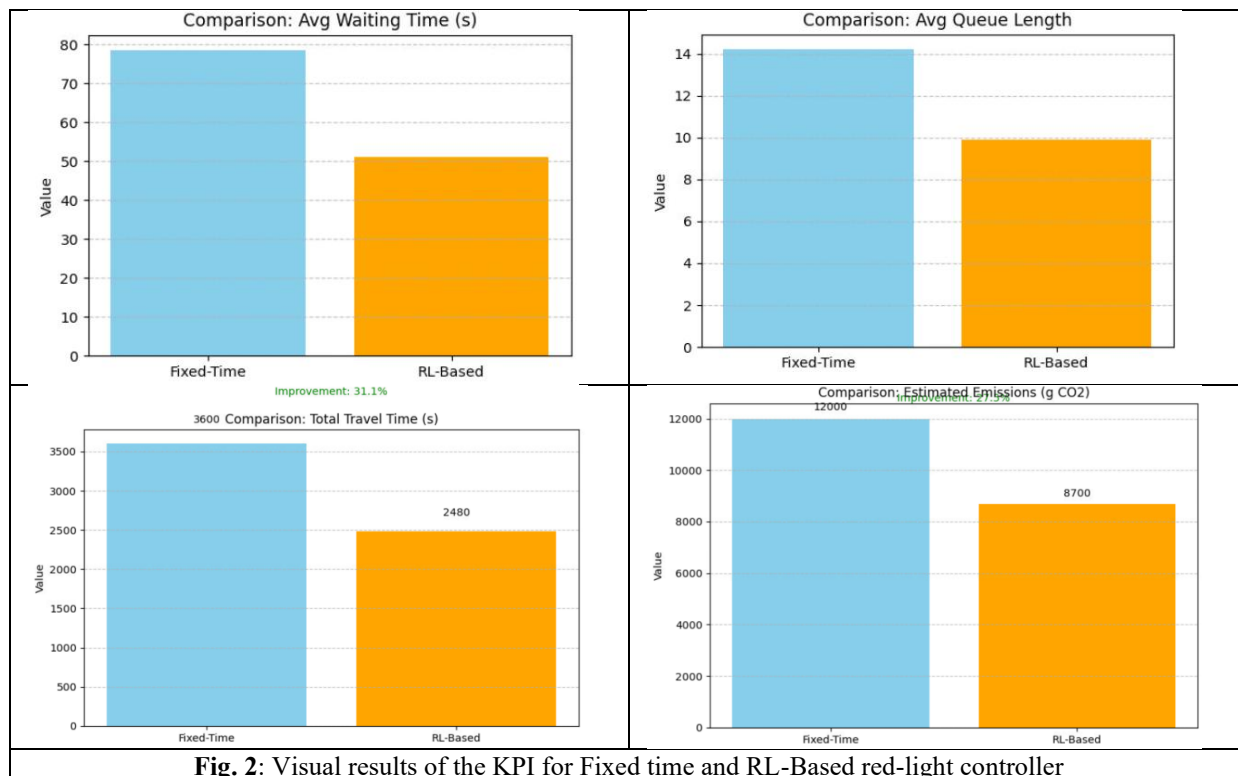 Comparison: Avg Waiting Time (s)
80
70
60
50
40
30
20
10
0
Value
Fixed-Time RL-Based
Comparison: Avg Queue Length
14
12
10
8
6
4
2
0
Value
Fixed-Time RL-Based
Improvement: 31.1%
3600 Comparison: Total Travel Time (s)
3500
3000
2500
2000
1500
1000
500
0
Value
2480
Fixed-Time RL-Based
Comparison: Estimated Emissions (g CO2)
Improvement: 27.5%
12000
12000
10000
8000
6000
4000
2000
0
Value
8700
Fixed-Time RL-Based
Fig. 2: Visual results of the KPI for Fixed time and RL-Based red-light controller